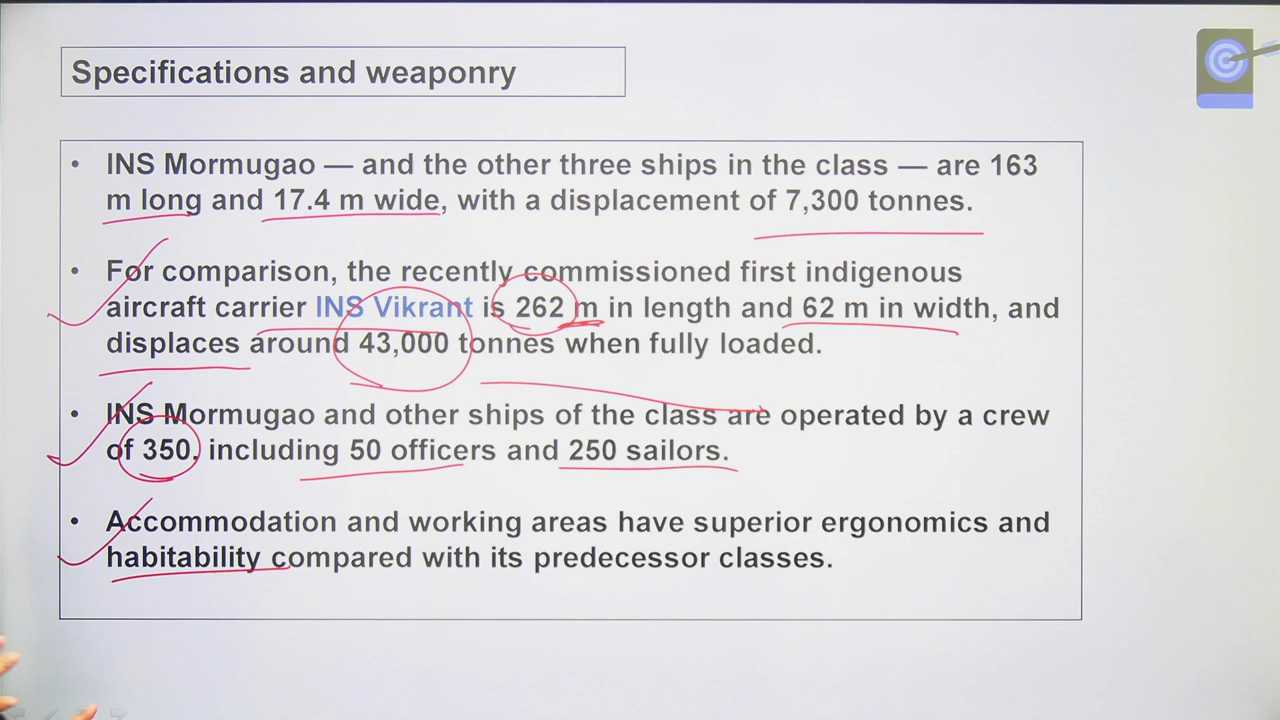 Specifications and weaponry
• INS Mormugao — and the other three ships in the class — are 163
m long and 17.4 m wide, with a displacement of 7,300 tonnes.
• For comparison, the recently commissioned first indigenous
aircraft carrier INS Vikrant is 262 m in length and 62 m in width, and
displaces around 43,000 tonnes when fully loaded.
• INS Mormugao and other ships of the class are operated by a crew
of 350, including 50 officers and 250 sailors.
• Accommodation and working areas have superior ergonomics and
habitability compared with its predecessor classes.